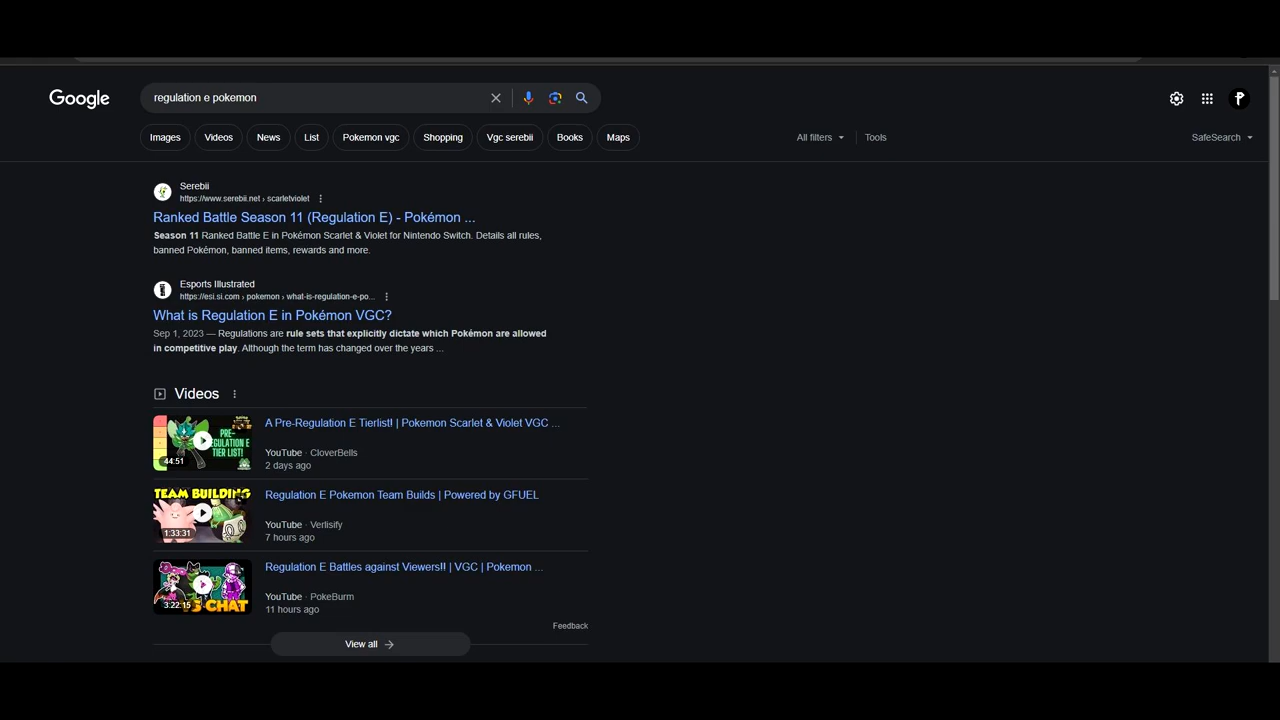 Google
regulation e pokemon
Images Videos News List Pokemon vgc Shopping Vgc serebii Books Maps All filters Tools SafeSearch
Serebii
https://www.serebii.net › scarletviolet
Ranked Battle Season 11 (Regulation E) - Pokémon ...
Season 11 Ranked Battle E in Pokémon Scarlet & Violet for Nintendo Switch. Details all rules,
banned Pokémon, banned items, rewards and more.
Esports Illustrated
https://esi.si.com › pokemon › what-is-regulation-e-po...
What is Regulation E in Pokémon VGC?
Sep 1, 2023 — Regulations are rule sets that explicitly dictate which Pokémon are allowed
in competitive play. Although the term has changed over the years ...
Videos
PRE-
REGULATION E
TIER LIST!
44:51
A Pre-Regulation E Tierlist! | Pokemon Scarlet & Violet VGC ...
YouTube · CloverBells
2 days ago
TEAM BUILDING
1:33:31
Regulation E Pokemon Team Builds | Powered by GFUEL
YouTube · Verlisify
7 hours ago
CHAT
3:22:15
Regulation E Battles against Viewers!! | VGC | Pokemon ...
YouTube · PokeBurm
11 hours ago
Feedback
View all